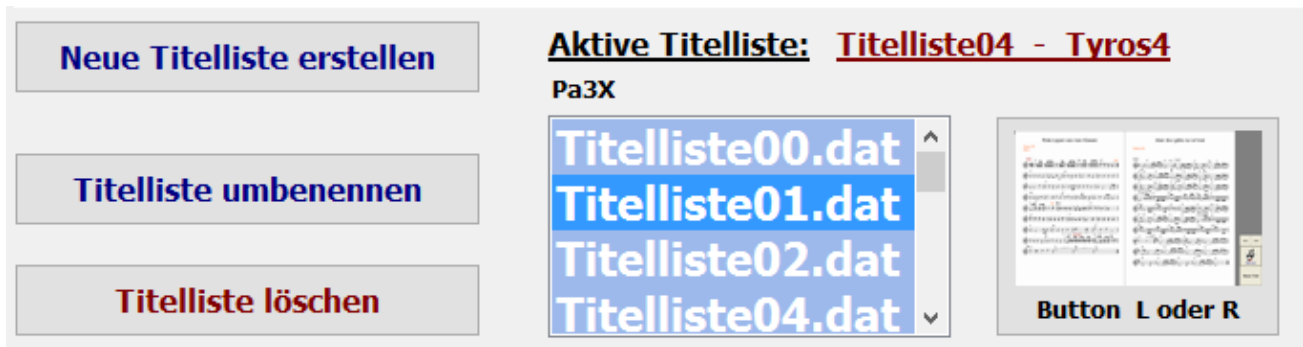 Neue Titelliste erstellen
Titelliste umbenennen
Titelliste löschen
Aktive Titelliste: Titelliste04 - Tyros4
Pa3X
Titelliste00.dat
Titelliste01.dat
Titelliste02.dat
Titelliste04.dat
Button L oder R